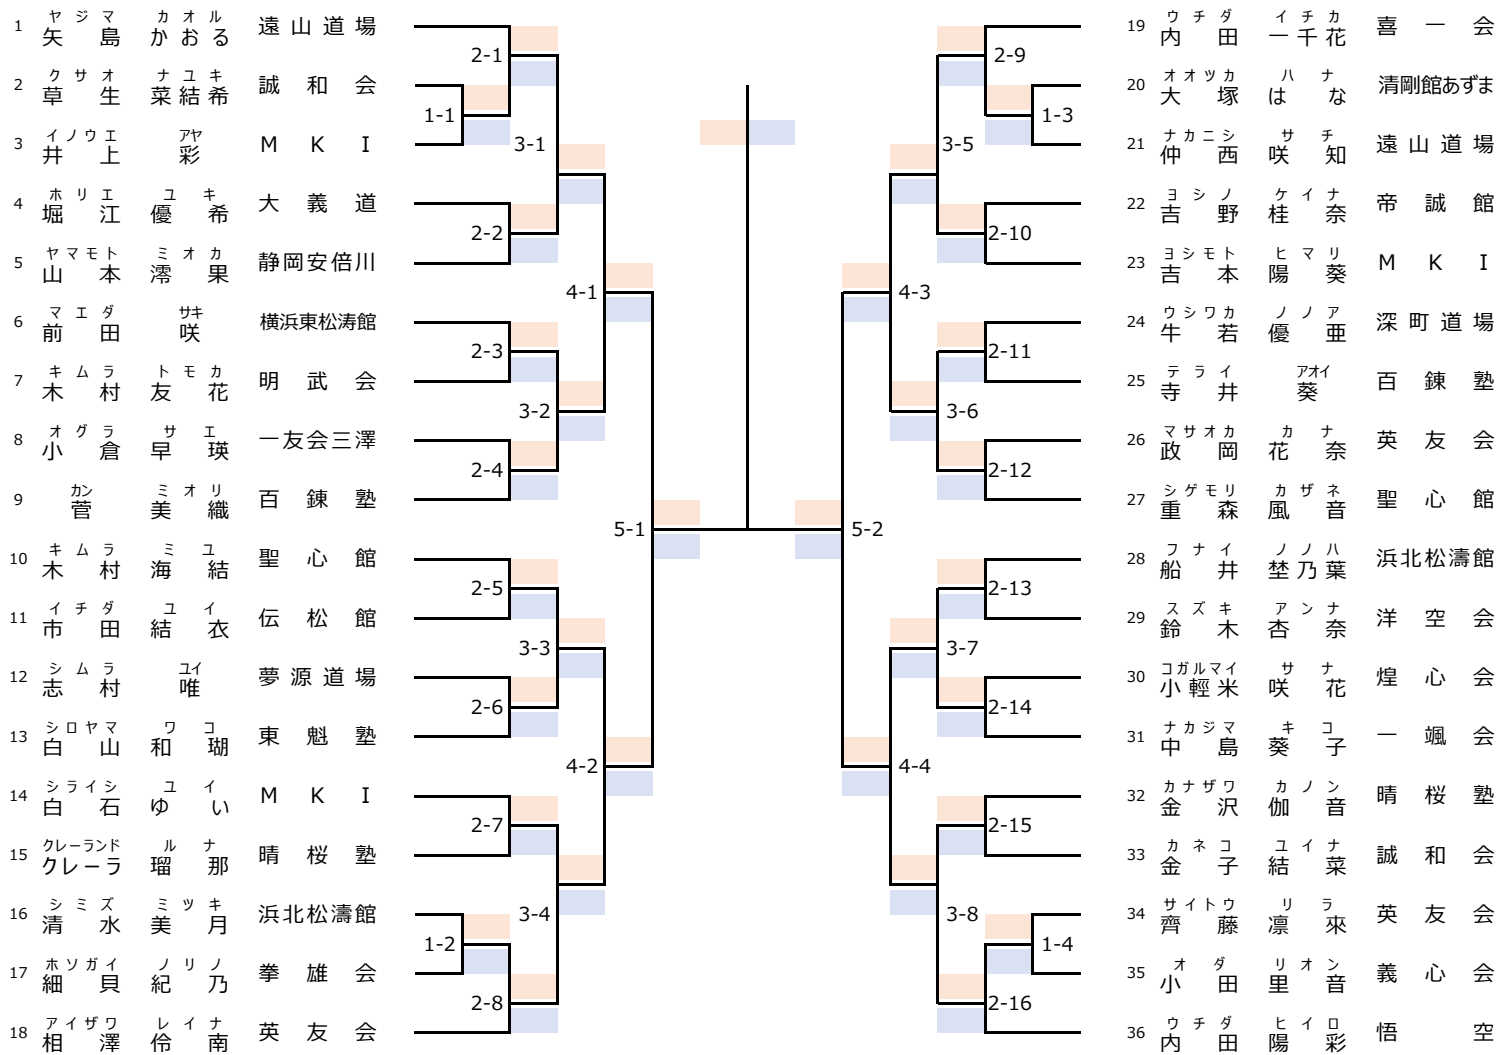 ヤジマ カオル
1 矢島 かおる 遠山道場
クサオ ナユキ
2 草生 菜結希 誠和会
イノウエ アヤ
3 井上 彩 MKI
ホリエ ユキ
4 堀江 優希 大義道
ヤマモト ミオカ
5 山本 澪果 静岡安倍川
マエダ サキ
6 前田 咲 横浜東松涛館
キムラ トモカ
7 木村 友花 明武会
オグラ サエ
8 小倉 早瑛 一友会三澤
カン ミオリ
9 菅 美織 百錬塾
キムラ ミユ
10 木村 海結 聖心館
イチダ ユイ
11 市田 結衣 伝松館
シムラ ユイ
12 志村 唯 夢源道場
シロヤマ ワコ
13 白山 和瑚 東魁塾
シライシ ユイ
14 白石 ゆい MKI
クレーランド ルナ
15 クレーラ 瑠那 晴桜塾
シミズ ミツキ
16 清水 美月 浜北松濤館
ホソガイ ノリノ
17 細貝 紀乃 拳雄会
アイザワ レイナ
18 相澤 伶南 英友会
2-1
1-1
3-1
2-2
4-1
2-3
3-2
2-4
5-1
2-5
3-3
2-6
4-2
2-7
3-4
1-2
2-8
2-9
1-3
3-5
2-10
4-3
2-11
3-6
2-12
5-2
2-13
3-7
2-14
4-4
2-15
3-8
1-4
2-16
ウチダ イチカ
19 内田 一千花 喜一会
オオツカ ハナ
20 大塚 はな 清剛館あずま
ナカニシ サチ
21 仲西 咲知 遠山道場
ヨシノ ケイナ
22 吉野 桂奈 帝誠館
ヨシモト ヒマリ
23 吉本 陽葵 MKI
ウシワカ ノノア
24 牛若 優亜 深町道場
テライ アオイ
25 寺井 葵 百錬塾
マサオカ カナ
26 政岡 花奈 英友会
シゲモリ カザネ
27 重森 風音 聖心館
フナイ ノノハ
28 船井 埜乃葉 浜北松濤館
スズキ アンナ
29 鈴木 杏奈 洋空会
コガルマイ サナ
30 小輕米 咲花 煌心会
ナカジマ キコ
31 中島 葵子 一颯会
カナザワ カノン
32 金沢 伽音 晴桜塾
カネコ ユイナ
33 金子 結菜 誠和会
サイトウ リラ
34 齊藤 凛來 英友会
オダ リオン
35 小田 里音 義心会
ウチダ ヒイロ
36 内田 陽彩 悟空